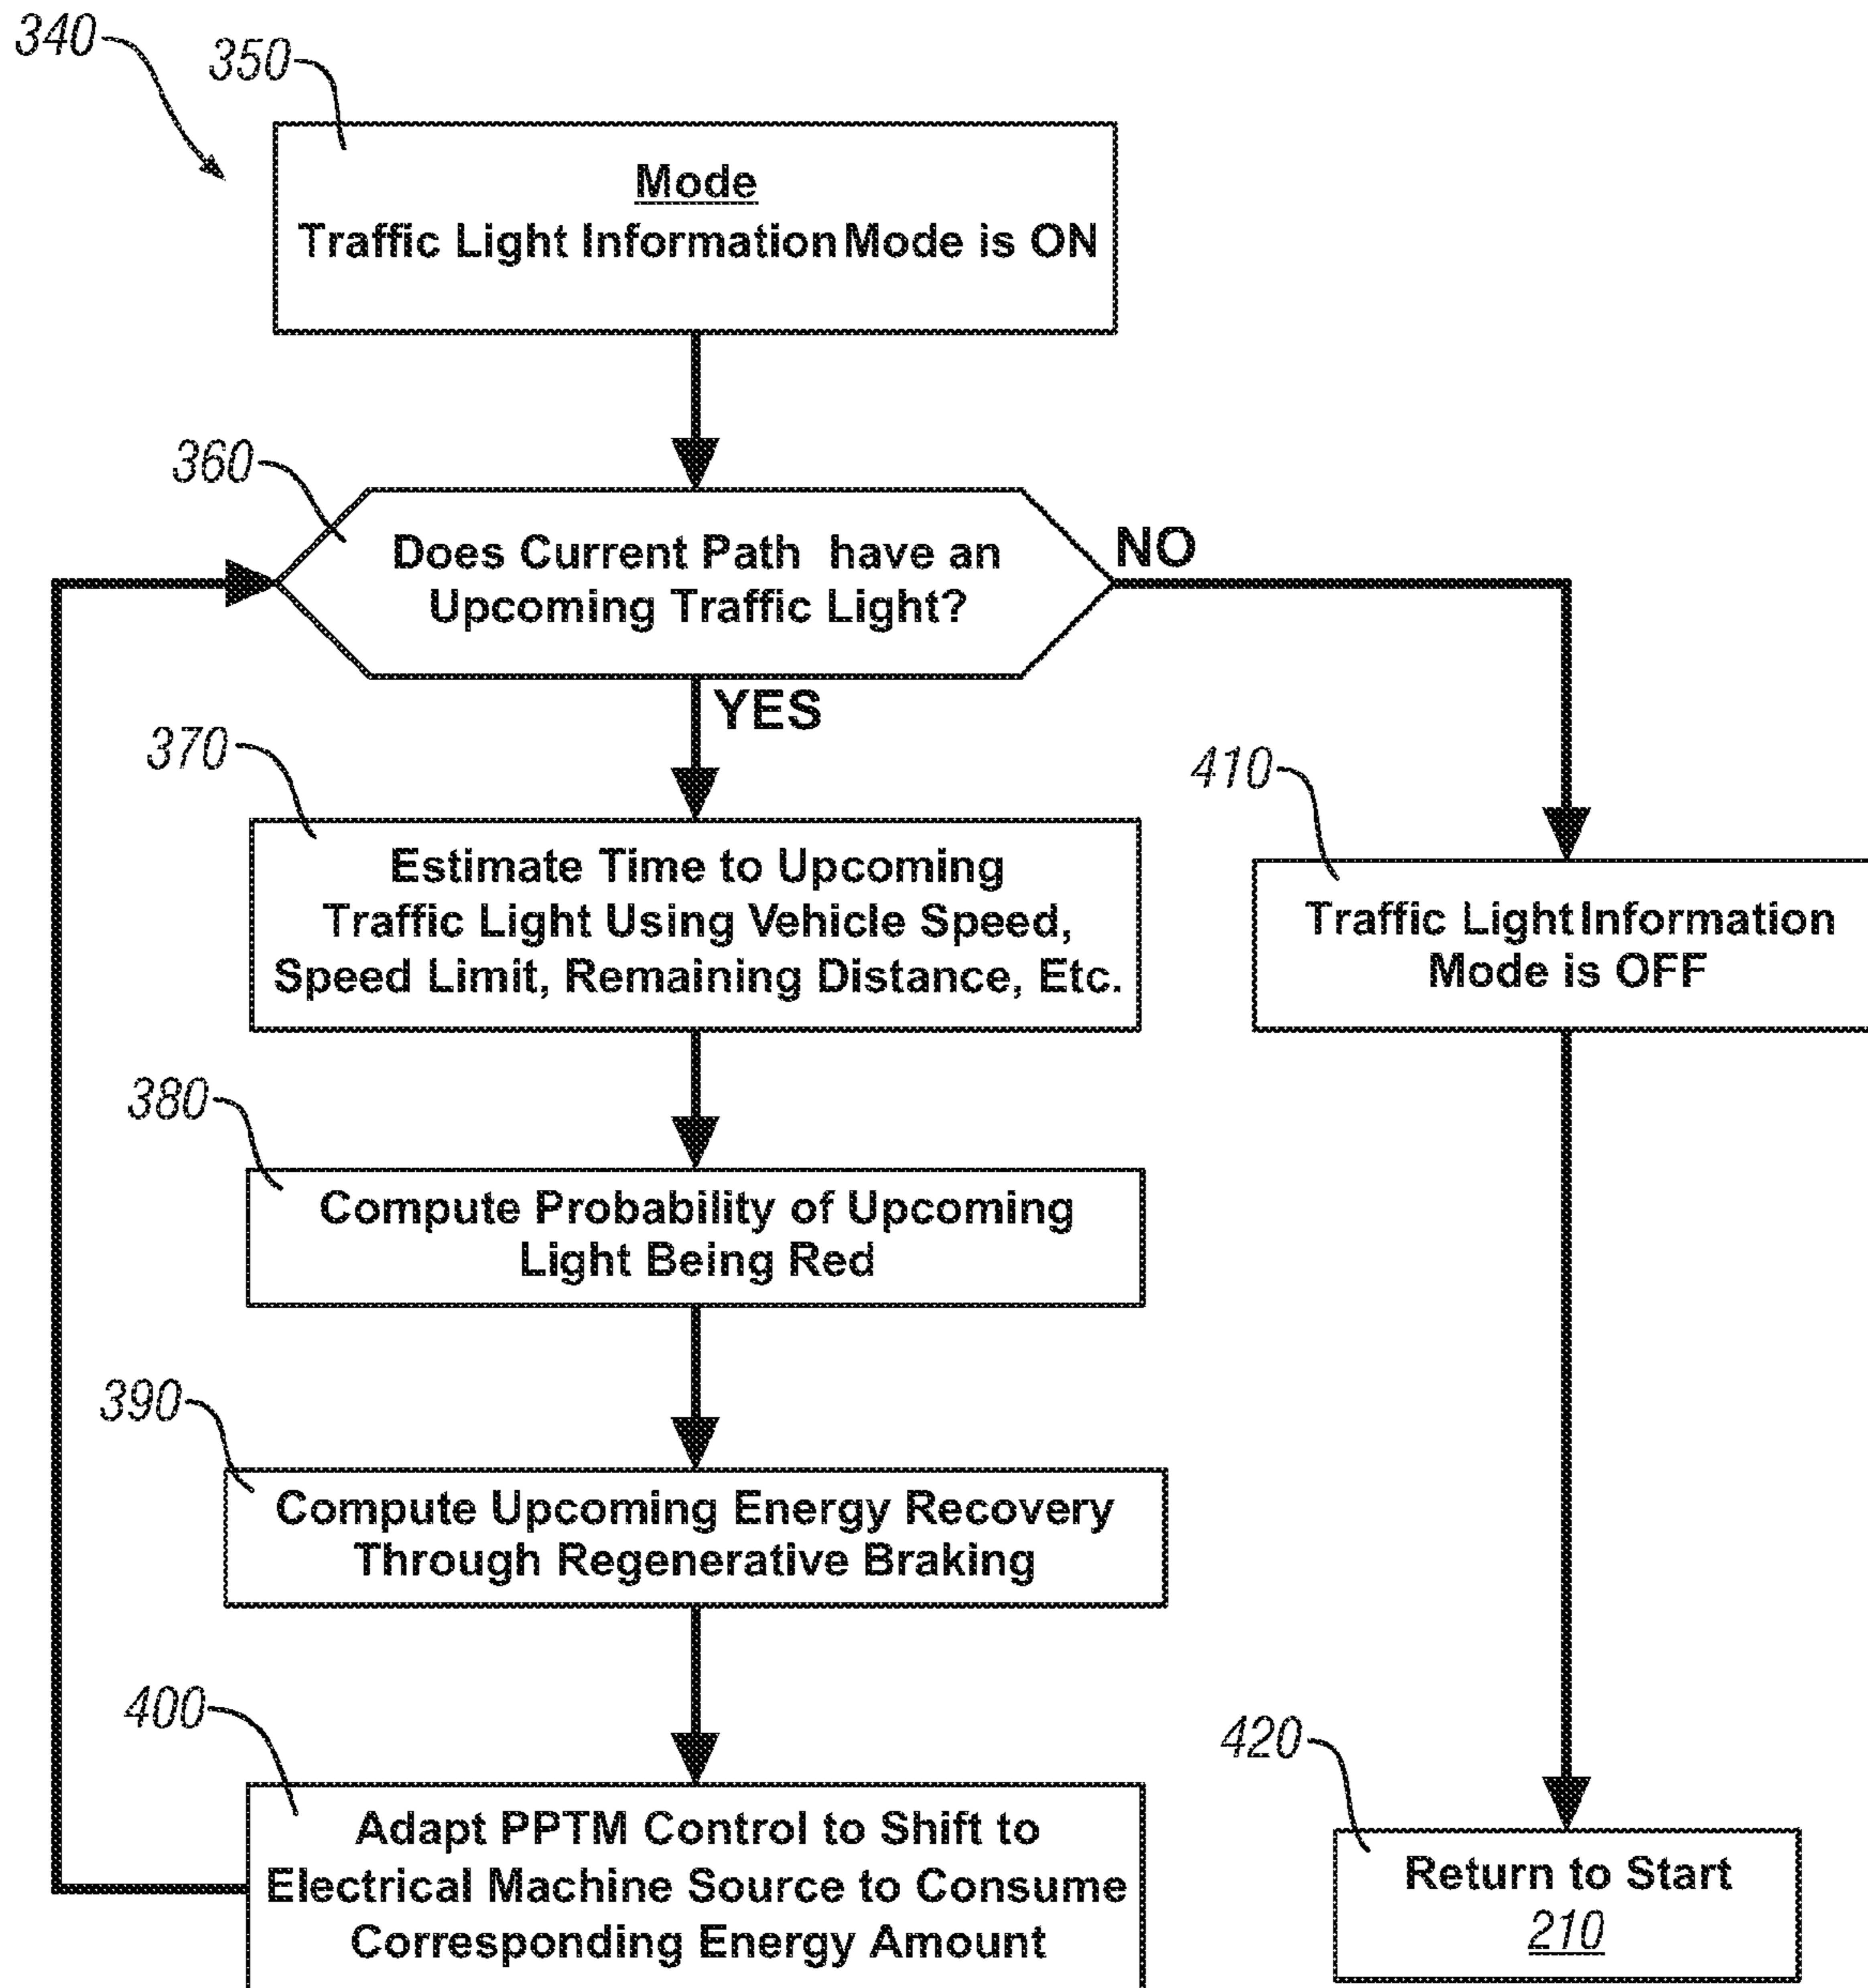 340
350
Mode
Traffic Light Information Mode is ON
360
Does Current Path have an
Upcoming Traffic Light?
NO
YES
370
Estimate Time to Upcoming
Traffic Light Using Vehicle Speed,
Speed Limit, Remaining Distance, Etc.
410
Traffic Light Information
Mode is OFF
380
Compute Probability of Upcoming
Light Being Red
390
Compute Upcoming Energy Recovery
Through Regenerative Braking
400
Adapt PPTM Control to Shift to
Electrical Machine Source to Consume
Corresponding Energy Amount
420
Return to Start
210